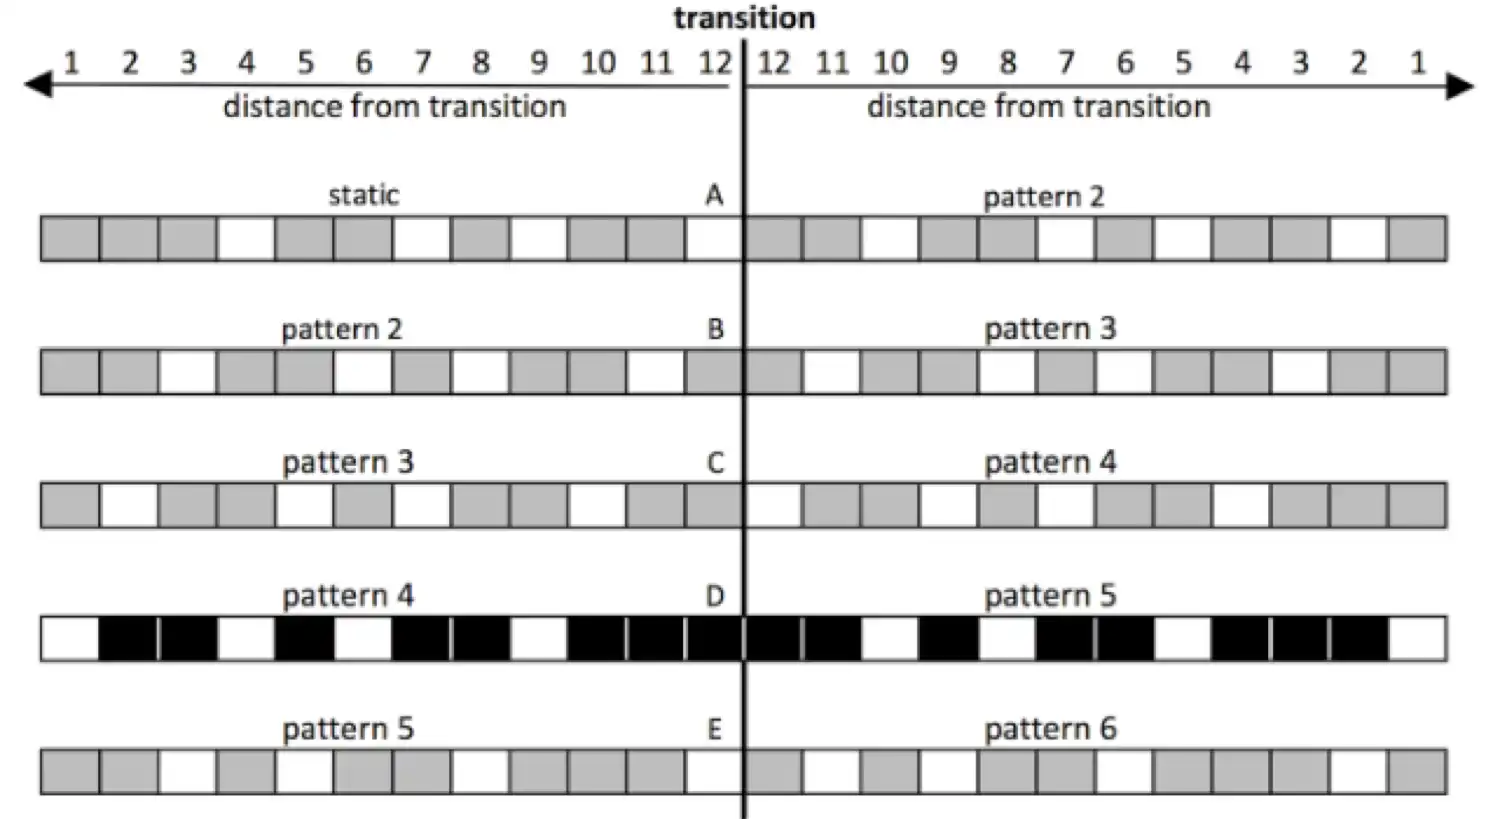 transition
1 2 3 4 5 6 7 8 9 10 11 12 12 11 10 9 8 7 6 5 4 3 2 1
distance from transition distance from transition
static A pattern 2
pattern 2 B pattern 3
pattern 3 C pattern 4
pattern 4 D pattern 5
pattern 5 E pattern 6